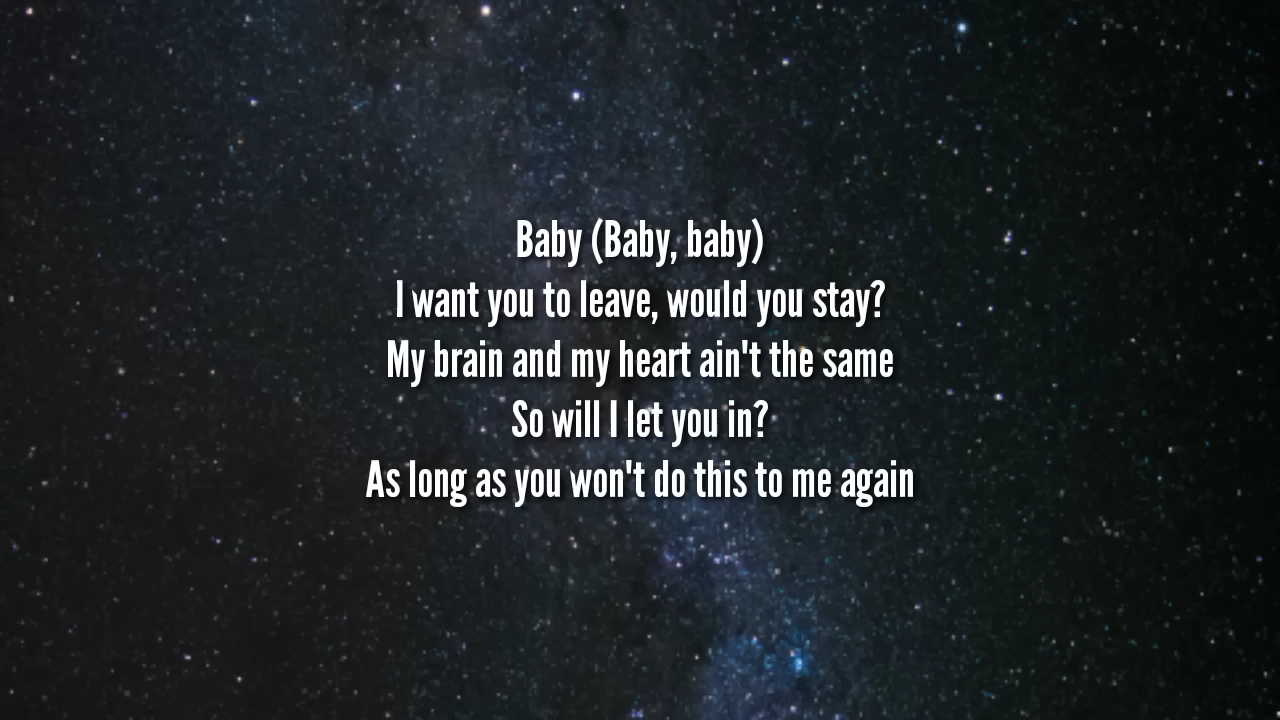 Baby (Baby, baby)
I want you to leave, would you stay?
My brain and my heart ain't the same
So will I let you in?
As long as you won't do this to me again